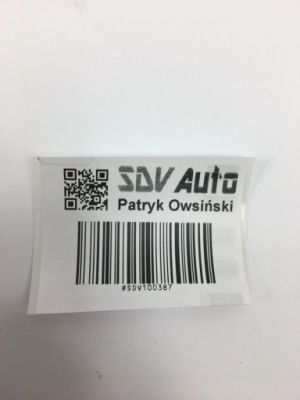 SDV Auto
Patryk Owsiński
#SDV100387